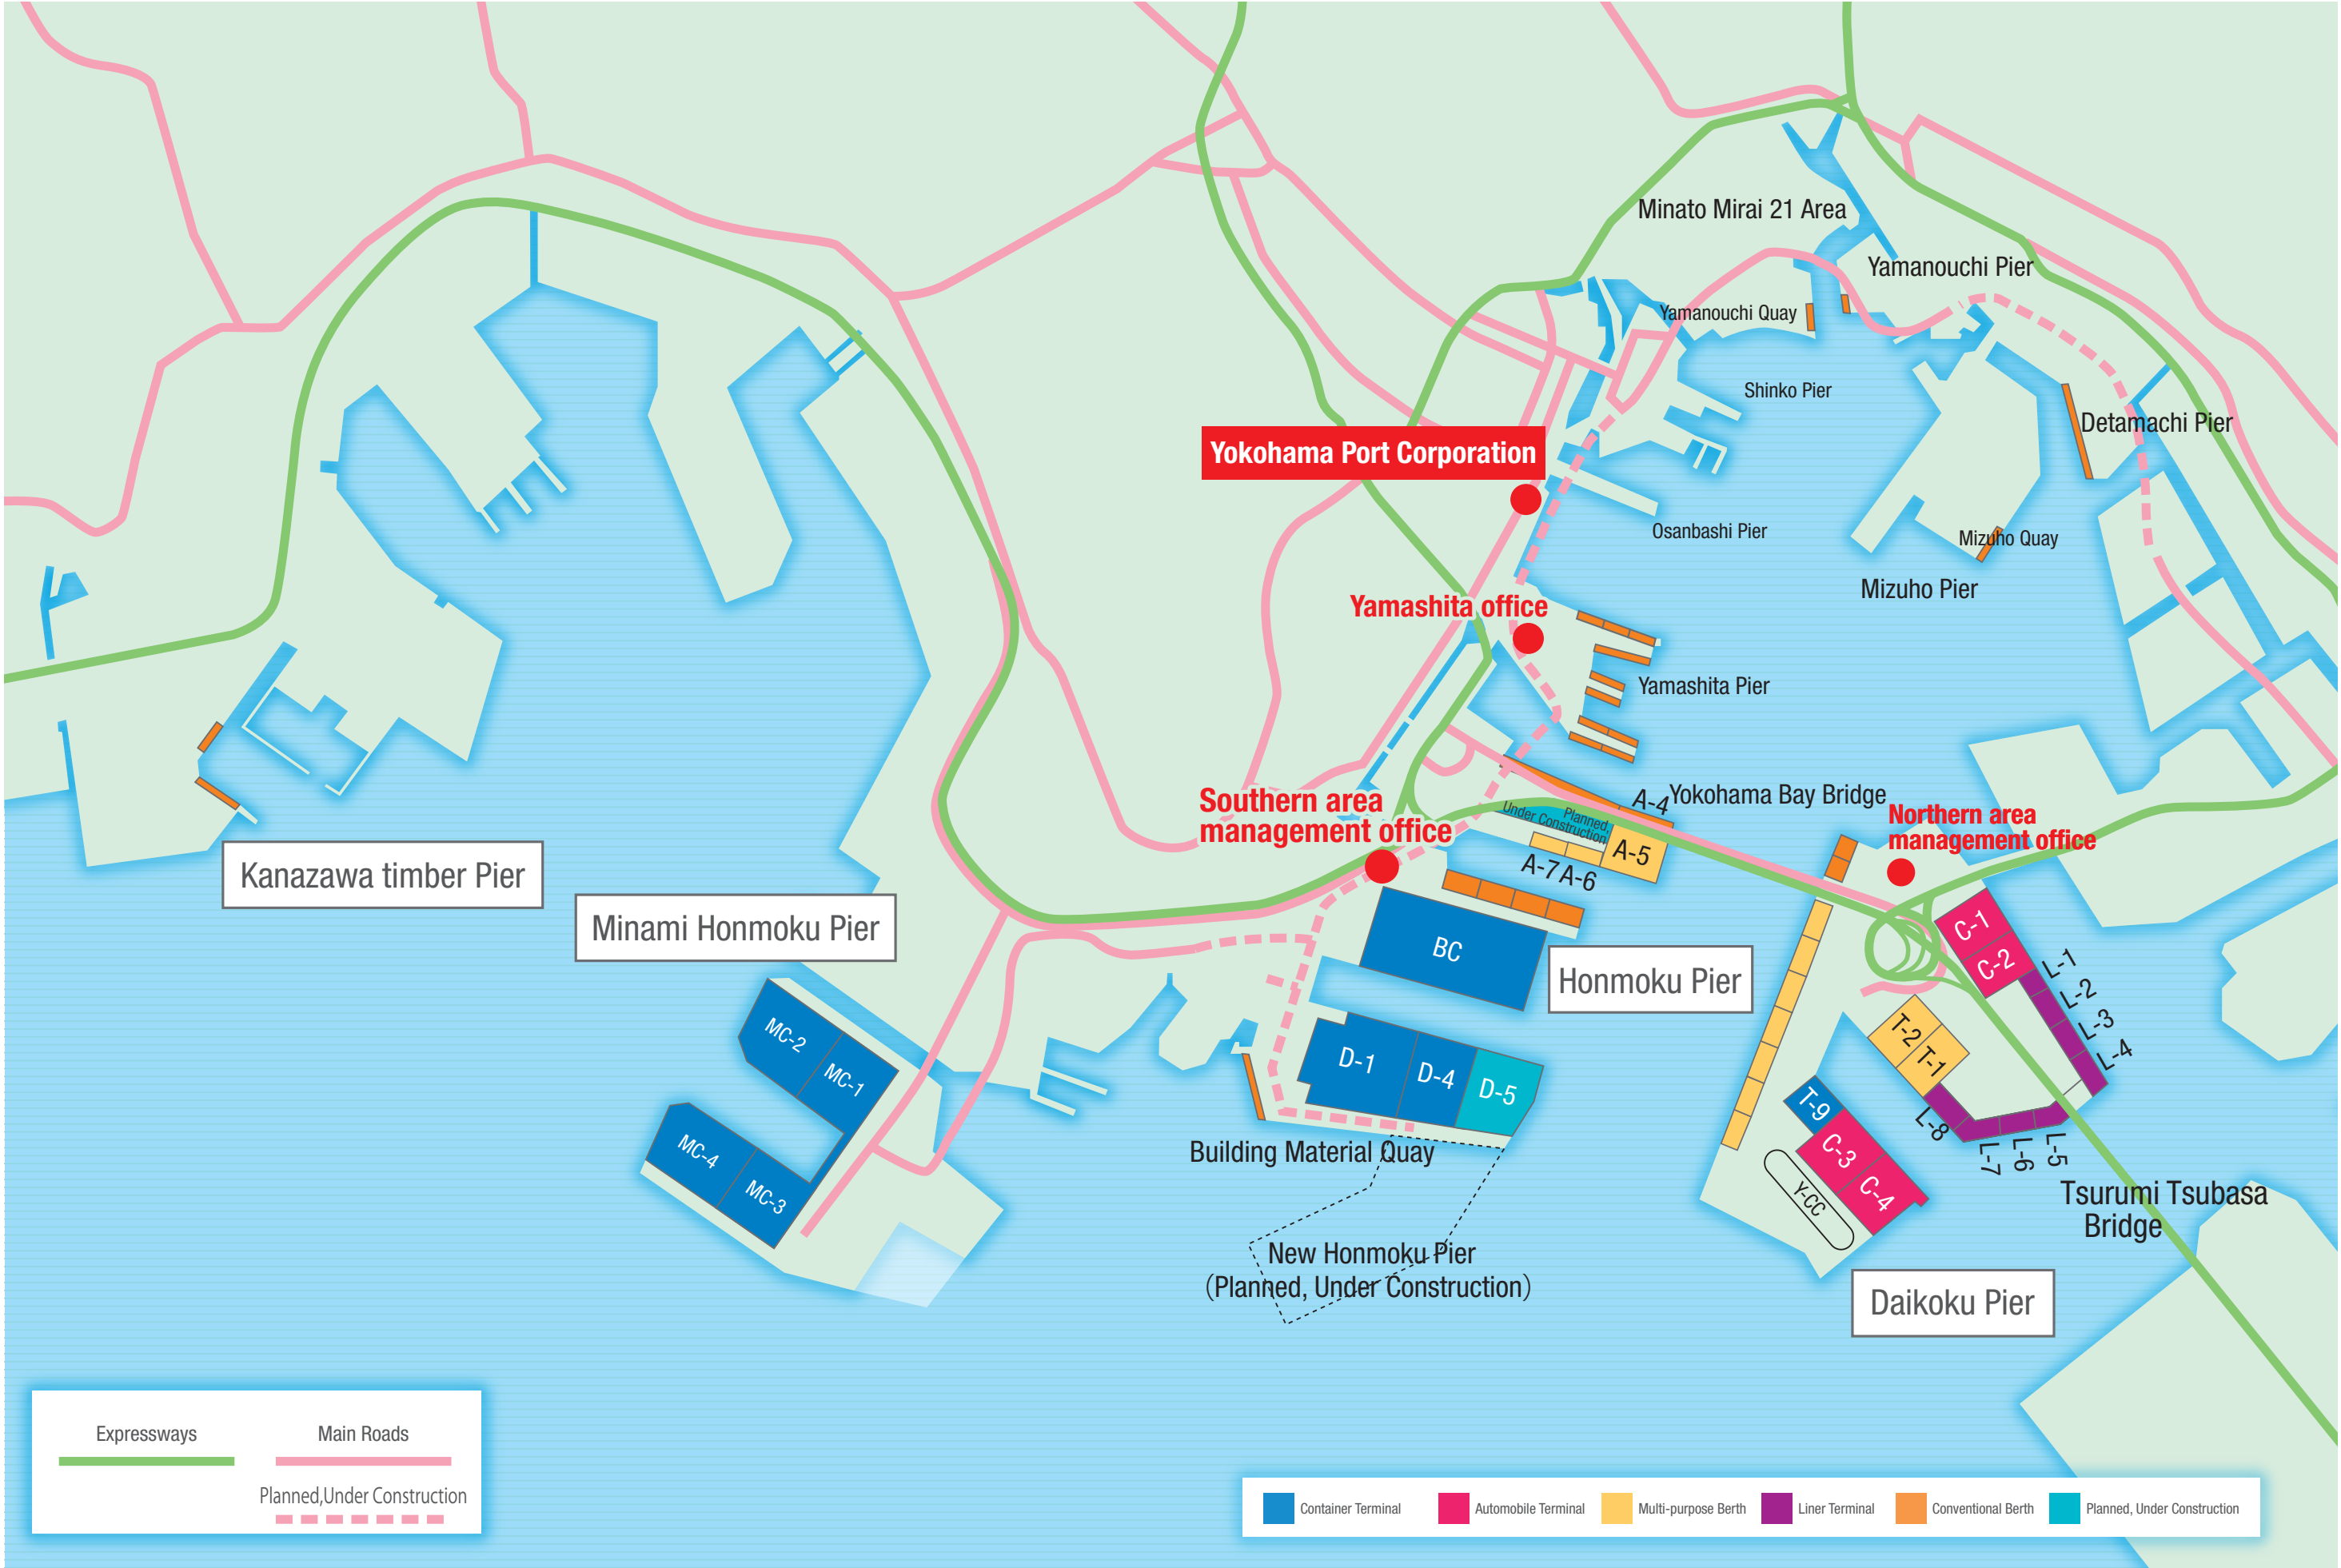 Minato Mirai 21 Area
Yamanouchi Pier
Yamanouchi Quay
Shinko Pier
Detamachi Pier
Yokohama Port Corporation
Osanbashi Pier
Mizuho Quay
Mizuho Pier
Yamashita office
Yamashita Pier
Southern area
management office
A-4
Yokohama Bay Bridge
Planned,
Under Construction
A-5
A-7
A-6
Northern area
management office
Kanazawa timber Pier
Minami Honmoku Pier
BC
Honmoku Pier
C-1
C-2
L-1
L-2
L-3
L-4
MC-2
MC-1
MC-4
MC-3
D-1
D-4
D-5
T-2
T-1
T-9
C-3
C-4
Y-CC
L-8
L-7
L-6
L-5
Building Material Quay
New Honmoku Pier
(Planned, Under Construction)
Tsurumi Tsubasa
Bridge
Daikoku Pier
Expressways
Main Roads
Planned,Under Construction
Container Terminal
Automobile Terminal
Multi-purpose Berth
Liner Terminal
Conventional Berth
Planned, Under Construction